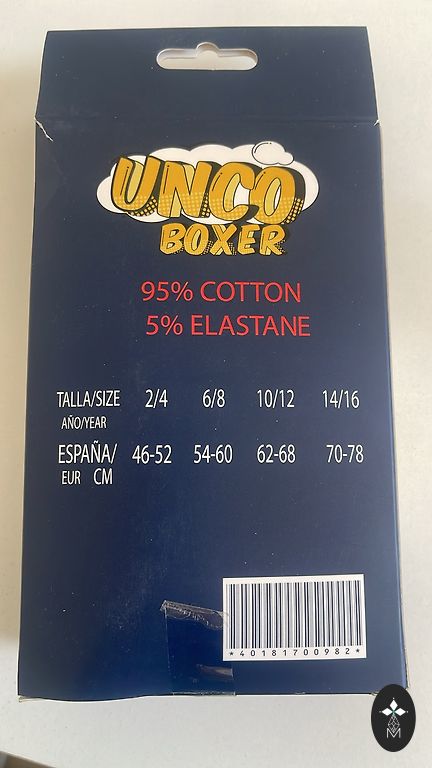 UNCO
BOXER
95% COTTON
5% ELASTANE
TALLA/SIZE 2/4 6/8 10/12 14/16
AÑO/YEAR
ESPAÑA/ 46-52 54-60 62-68 70-78
EUR CM
*40181700982*
M